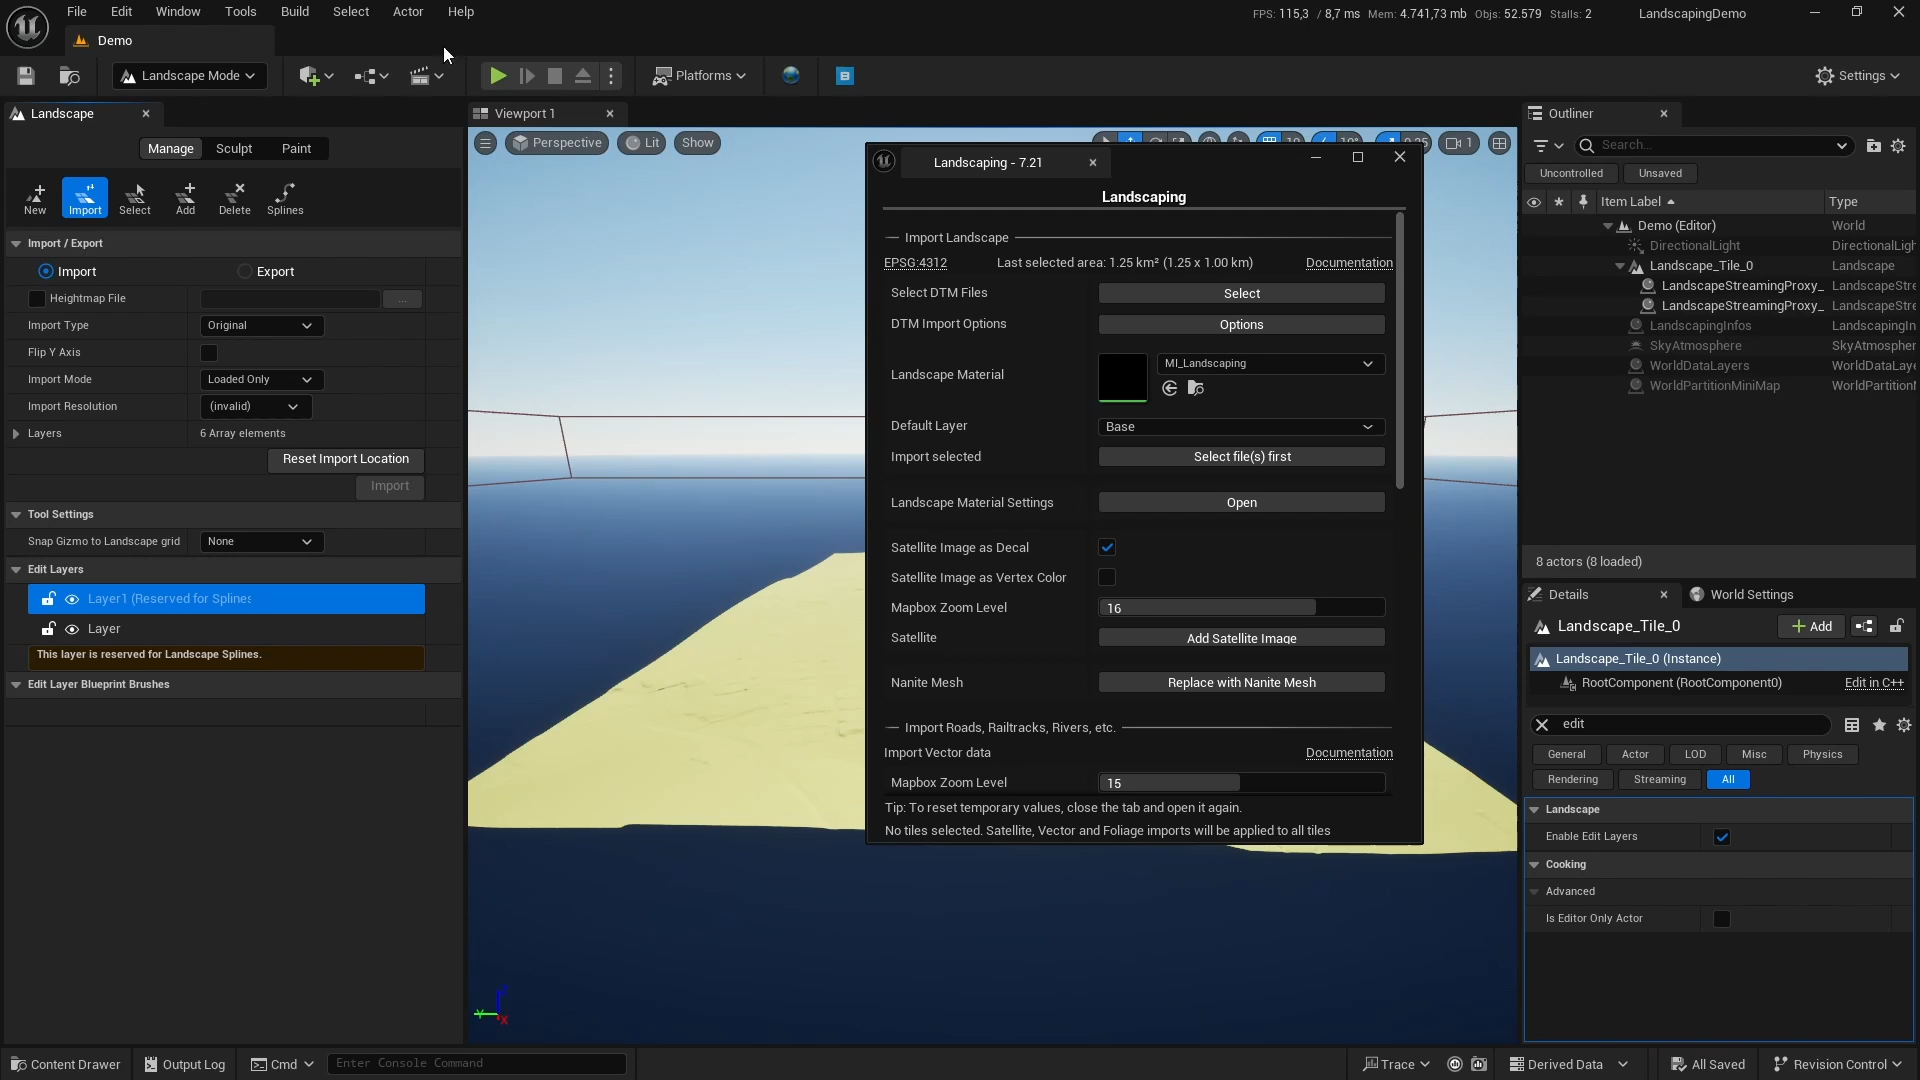 File Edit Window Tools Build Select Actor Help
FPS: 115,3 / 8,7 ms Mem: 4.741,73 mb Objs: 52.579 Stalls: 2
LandscapingDemo
Demo
Landscape Mode
Platforms
Settings
Landscape
Manage Sculpt Paint
New Import Select Add Delete Splines
Import / Export
Import Export
Heightmap File ...
Import Type Original
Flip Y Axis
Import Mode Loaded Only
Import Resolution (invalid)
Layers 6 Array elements
Reset Import Location
Import
Tool Settings
Snap Gizmo to Landscape grid None
Edit Layers
Layer1 (Reserved for Splines
Layer
This layer is reserved for Landscape Splines.
Edit Layer Blueprint Brushes
Viewport 1
Perspective Lit Show
1
Landscaping - 7.21
Landscaping
Import Landscape
EPSG:4312 Last selected area: 1.25 km² (1.25 x 1.00 km) Documentation
Select DTM Files Select
DTM Import Options Options
Landscape Material MI_Landscaping
Default Layer Base
Import selected Select file(s) first
Landscape Material Settings Open
Satellite Image as Decal
Satellite Image as Vertex Color
Mapbox Zoom Level 16
Satellite Add Satellite Image
Nanite Mesh Replace with Nanite Mesh
Import Roads, Railtracks, Rivers, etc.
Import Vector data Documentation
Mapbox Zoom Level 15
Tip: To reset temporary values, close the tab and open it again.
No tiles selected. Satellite, Vector and Foliage imports will be applied to all tiles
Y X
Outliner
Search...
Uncontrolled Unsaved
Item Label Type
Demo (Editor) World
DirectionalLight DirectionalLigh
Landscape_Tile_0 Landscape
LandscapeStreamingProxy_ LandscapeStre
LandscapeStreamingProxy_ LandscapeStre
LandscapingInfos LandscapingIn
SkyAtmosphere SkyAtmospher
WorldDataLayers WorldDataLaye
WorldPartitionMiniMap
8 actors (8 loaded)
Details World Settings
Landscape_Tile_0 Add
Landscape_Tile_0 (Instance)
RootComponent (RootComponent0) Edit in C++
edit
General Actor LOD Misc Physics
Rendering Streaming All
Landscape
Enable Edit Layers
Cooking
Advanced
Is Editor Only Actor
Content Drawer Output Log Cmd Enter Console Command
Trace Derived Data All Saved Revision Control